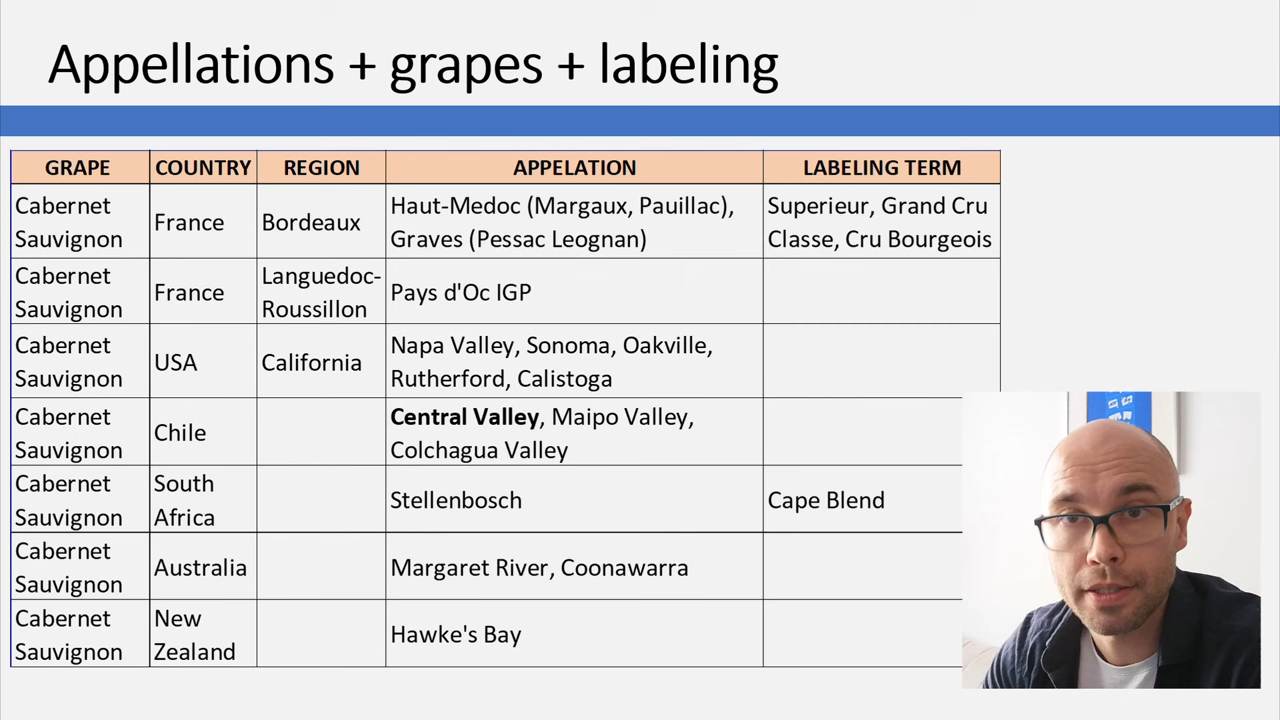 Appellations + grapes + labeling
GRAPE COUNTRY REGION APPELATION LABELING TERM
Cabernet Sauvignon
France
Bordeaux
Haut-Medoc (Margaux, Pauillac),
Graves (Pessac Leognan)
Superieur, Grand Cru
Classe, Cru Bourgeois
Cabernet Sauvignon
France
Languedoc-
Roussillon
Pays d'Oc IGP
Cabernet Sauvignon
USA
California
Napa Valley, Sonoma, Oakville,
Rutherford, Calistoga
Cabernet Sauvignon
Chile
Central Valley, Maipo Valley,
Colchagua Valley
Cabernet Sauvignon
South
Africa
Stellenbosch
Cape Blend
Cabernet Sauvignon
Australia
Margaret River, Coonawarra
Cabernet Sauvignon
New
Zealand
Hawke's Bay